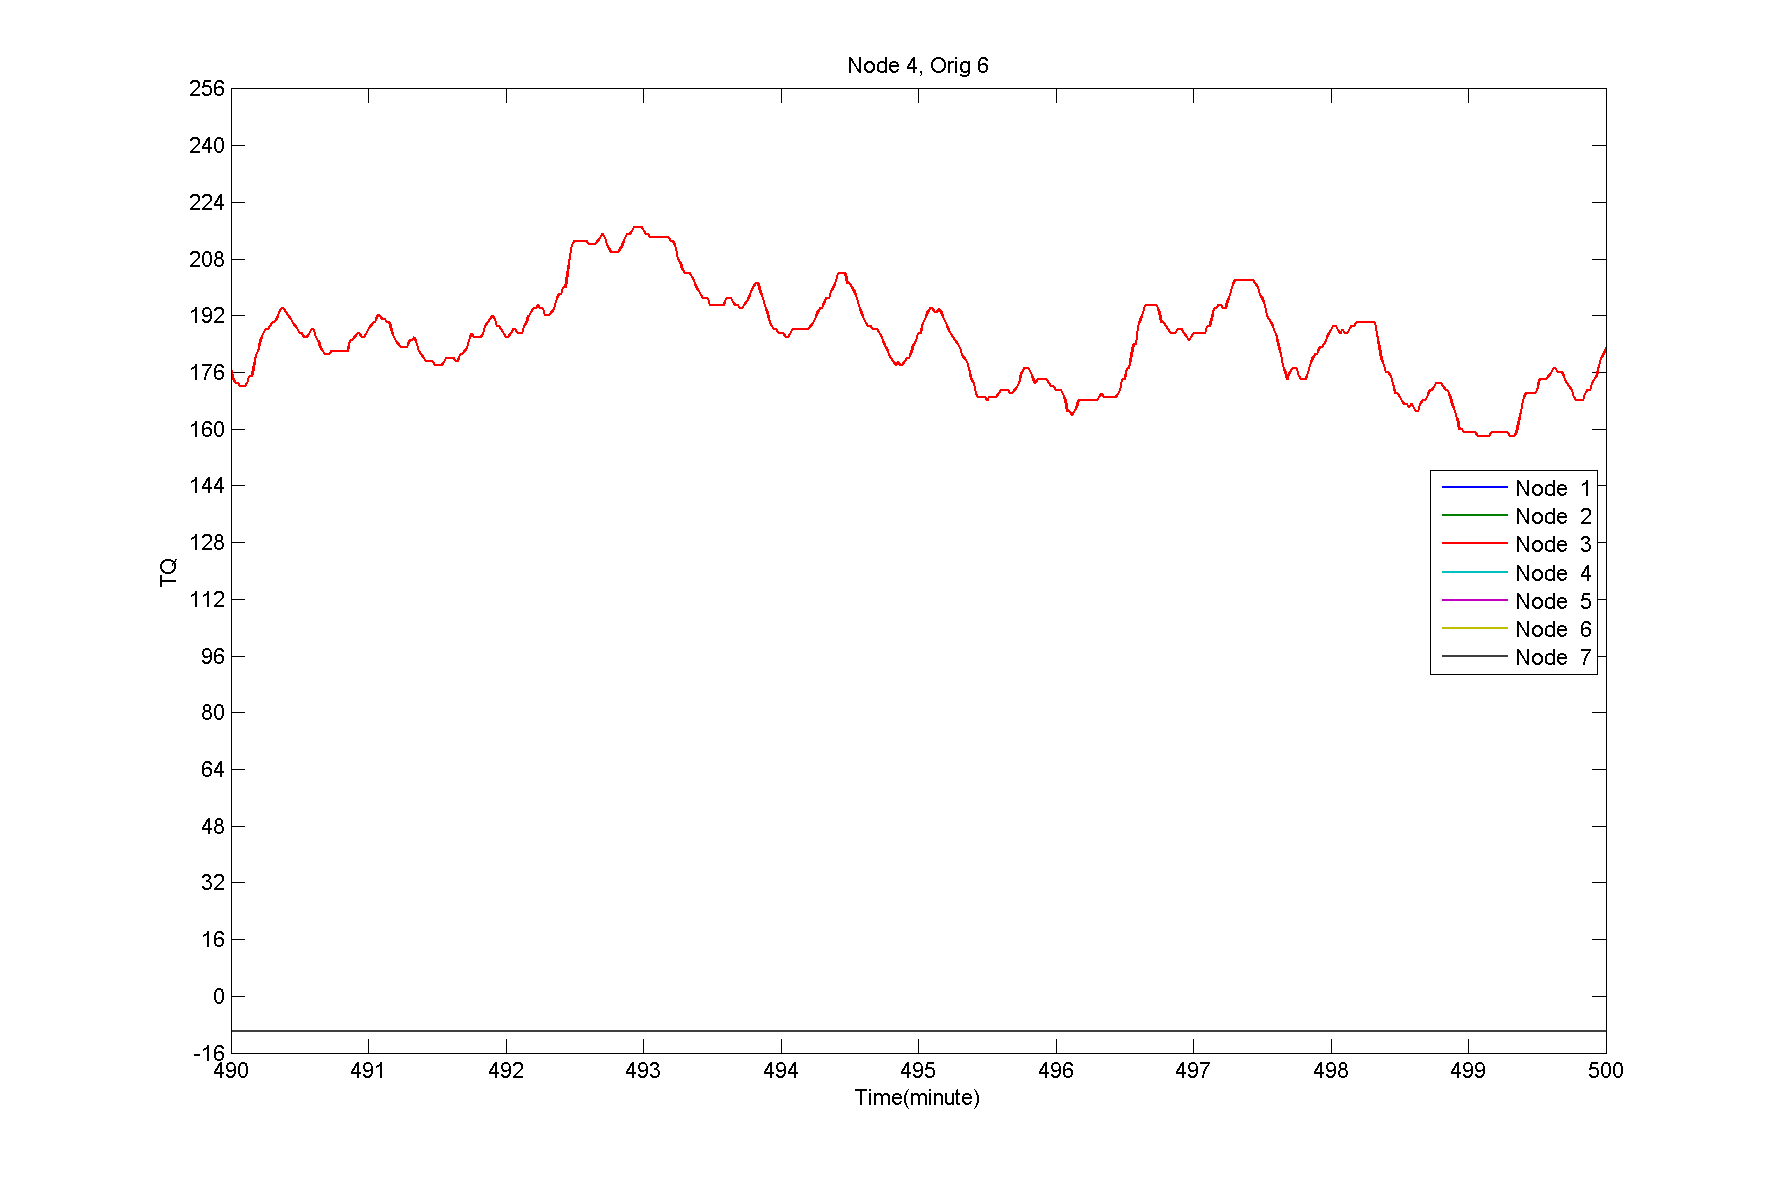 Node 4, Orig 6
256
240
224
208
192
176
160
144
128
112
96
80
64
48
32
16
0
-16
TQ
Node 1
Node 2
Node 3
Node 4
Node 5
Node 6
Node 7
490 491 492 493 494 495 496 497 498 499 500
Time(minute)